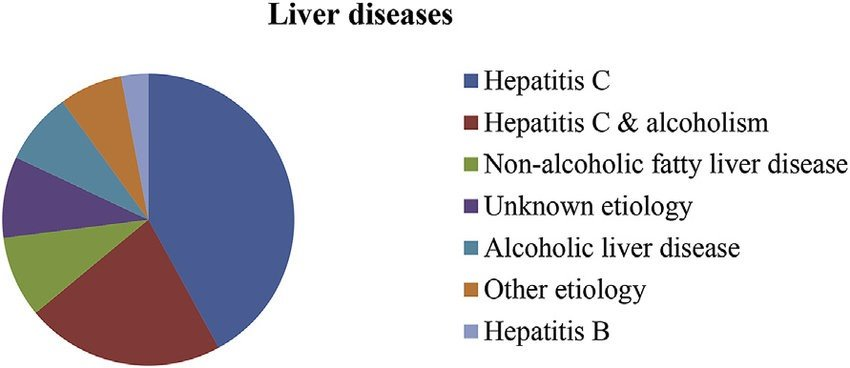 Liver diseases
Hepatitis C
Hepatitis C & alcoholism
Non-alcoholic fatty liver disease
Unknown etiology
Alcoholic liver disease
Other etiology
Hepatitis B